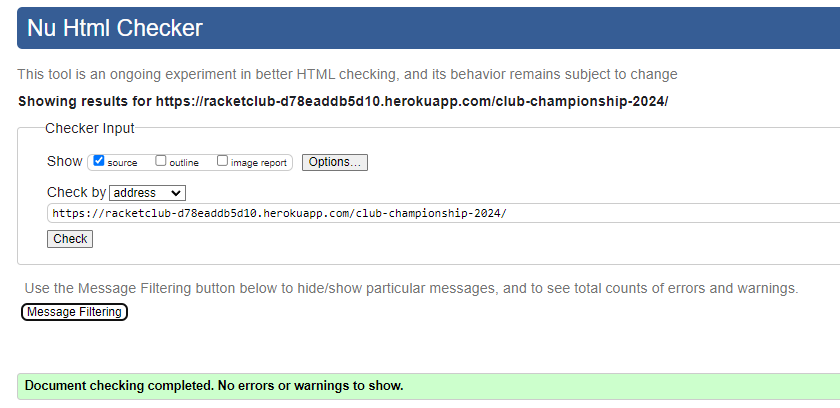 Nu Html Checker
This tool is an ongoing experiment in better HTML checking, and its behavior remains subject to change
Showing results for https://racketclub-d78eaddb5d10.herokuapp.com/club-championship-2024/
Checker Input
Show source outline image report Options...
Check by address
https://racketclub-d78eaddb5d10.herokuapp.com/club-championship-2024/
Check
Use the Message Filtering button below to hide/show particular messages, and to see total counts of errors and warnings.
Message Filtering
Document checking completed. No errors or warnings to show.